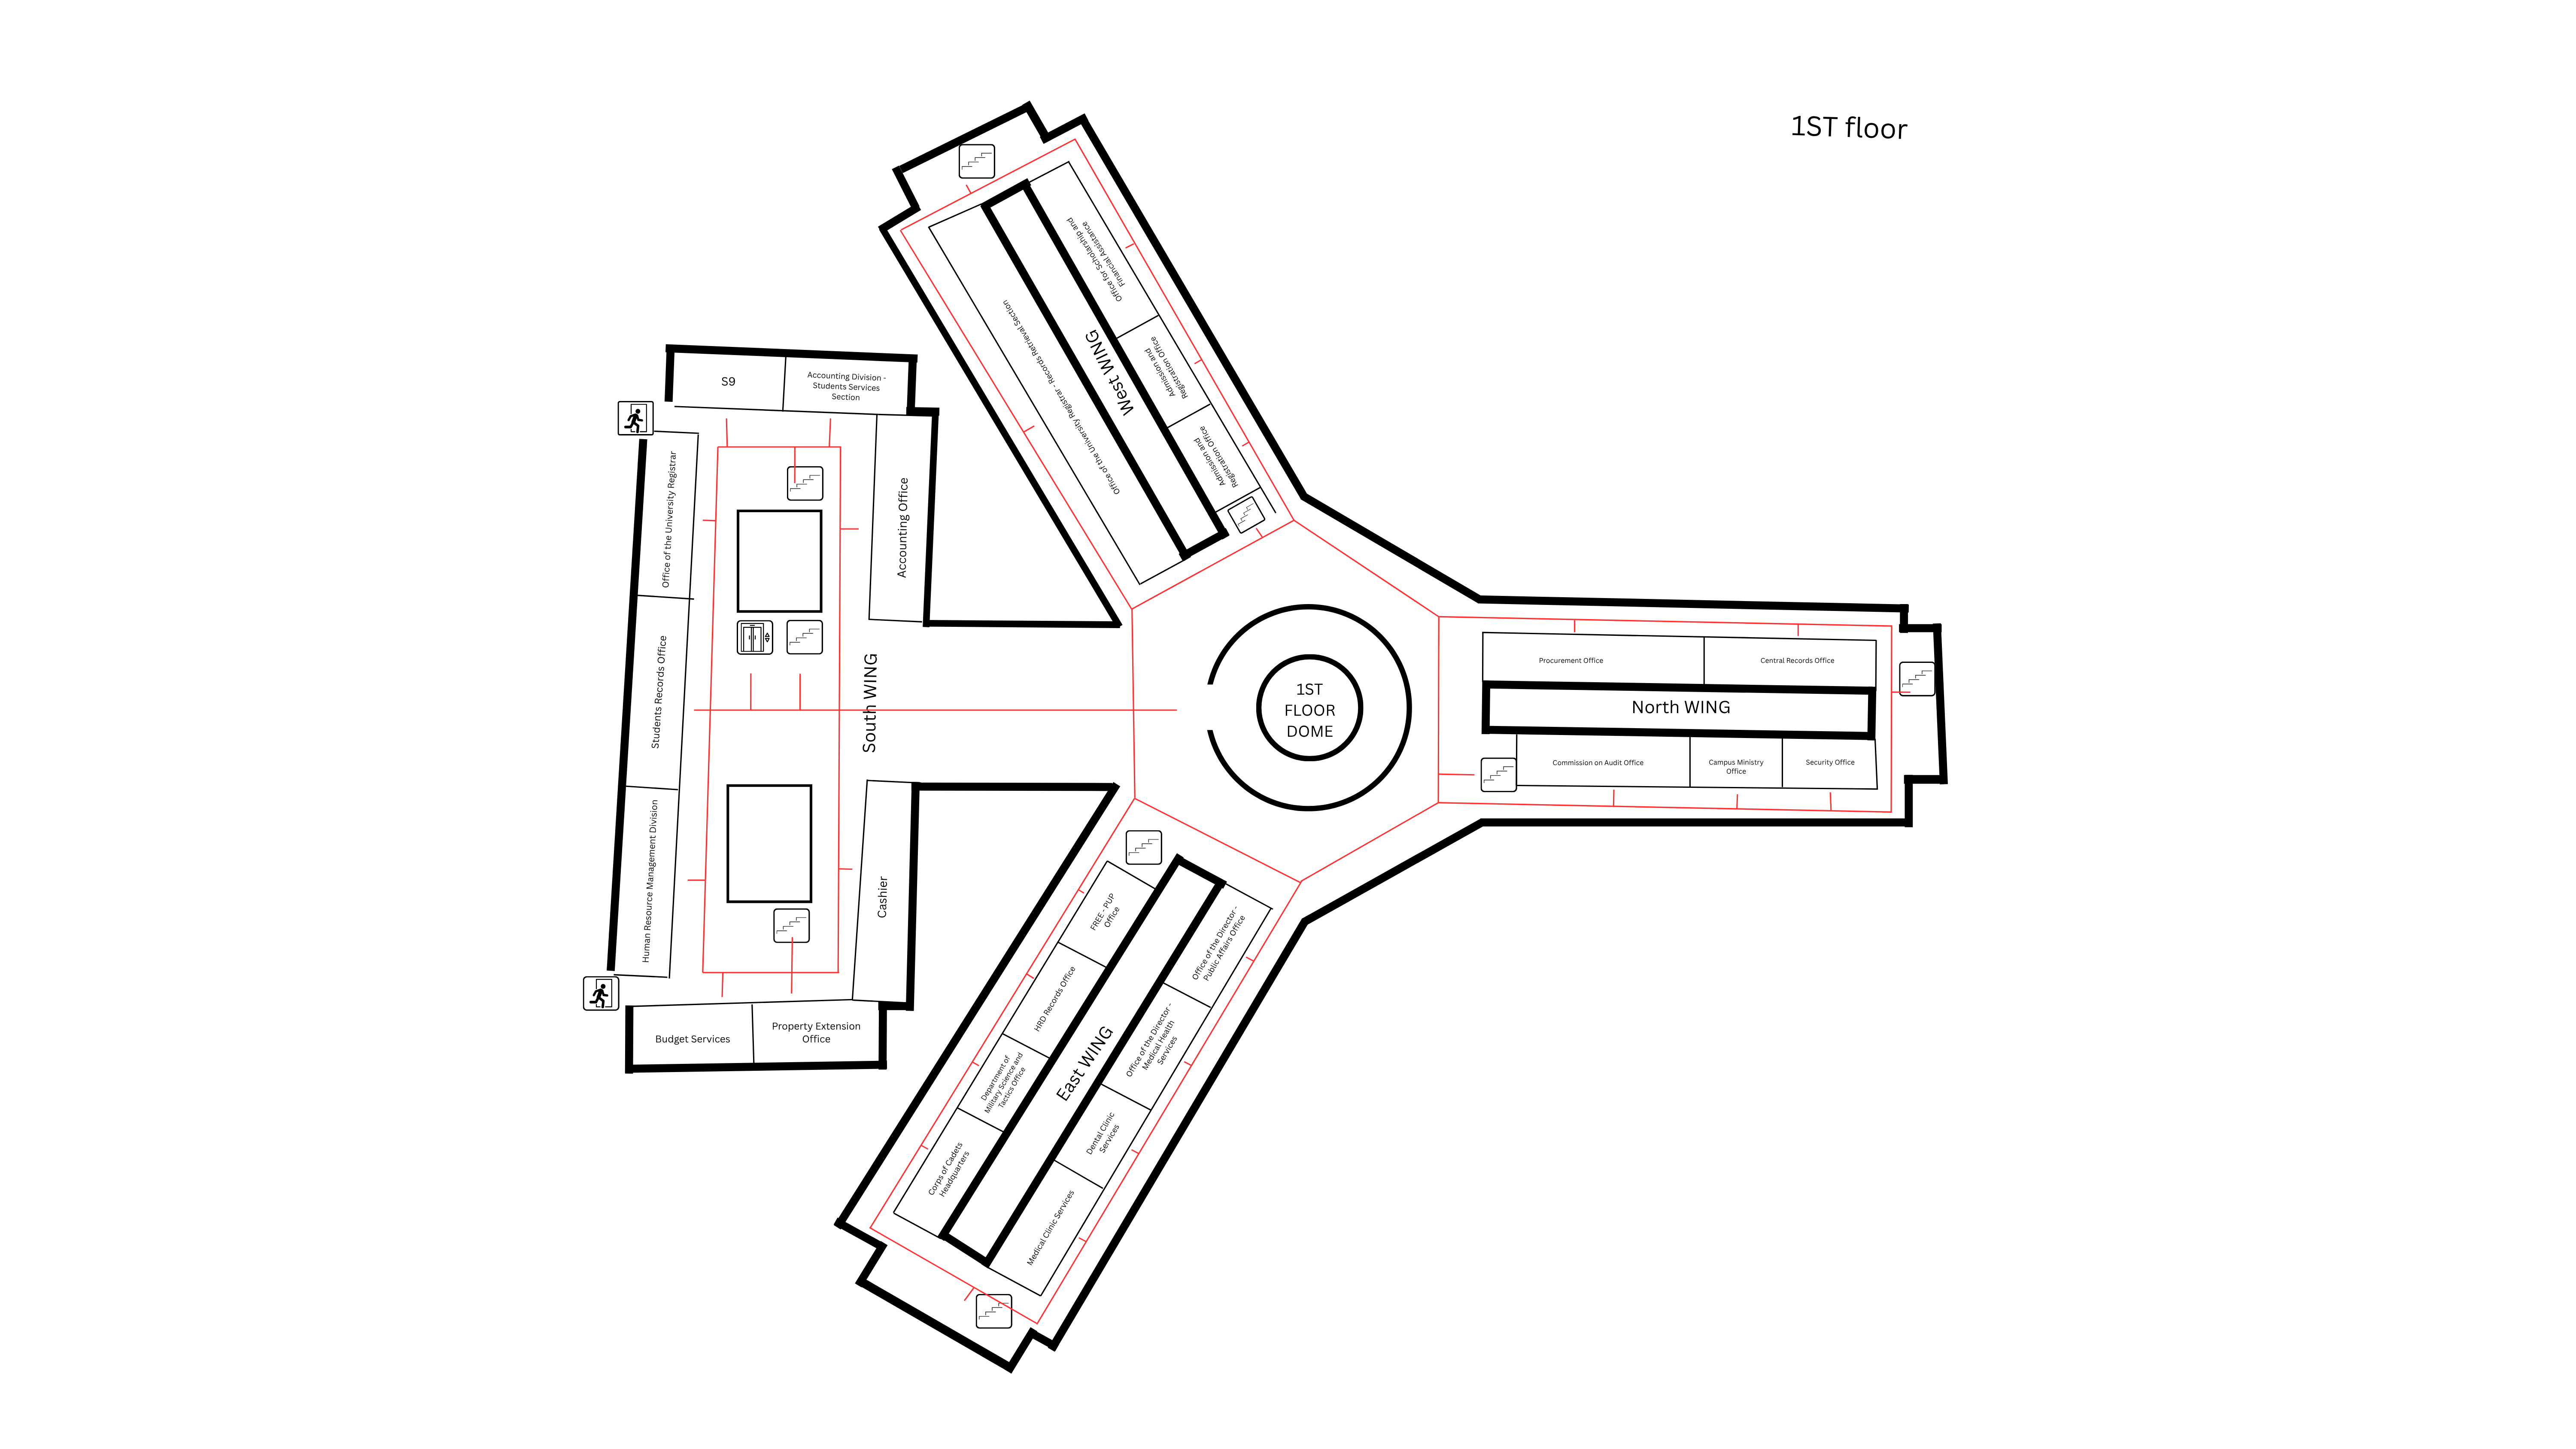 1ST floor
Office for Scholarship and
Financial Assistance
Admission and
Registration Office
Admission and
Registration Office
West WING
Office of the University Registrar - Records Retrieval Section
S9
Accounting Division -
Students Services
Section
Office of the University Registrar
Accounting Office
Students Records Office
South WING
Human Resource Management Division
Cashier
Budget Services
Property Extension
Office
1ST
FLOOR
DOME
Procurement Office
Central Records Office
North WING
Commission on Audit Office
Campus Ministry
Office
Security Office
FREE - PUP
Office
HRD Records Office
Department of
Military Science and
Tactics Office
Corps of Cadets
Headquarters
East WING
Office of the Director -
Public Affairs Office
Office of the Director -
Medical Health
Services
Dental Clinic
Services
Medical Clinic Services